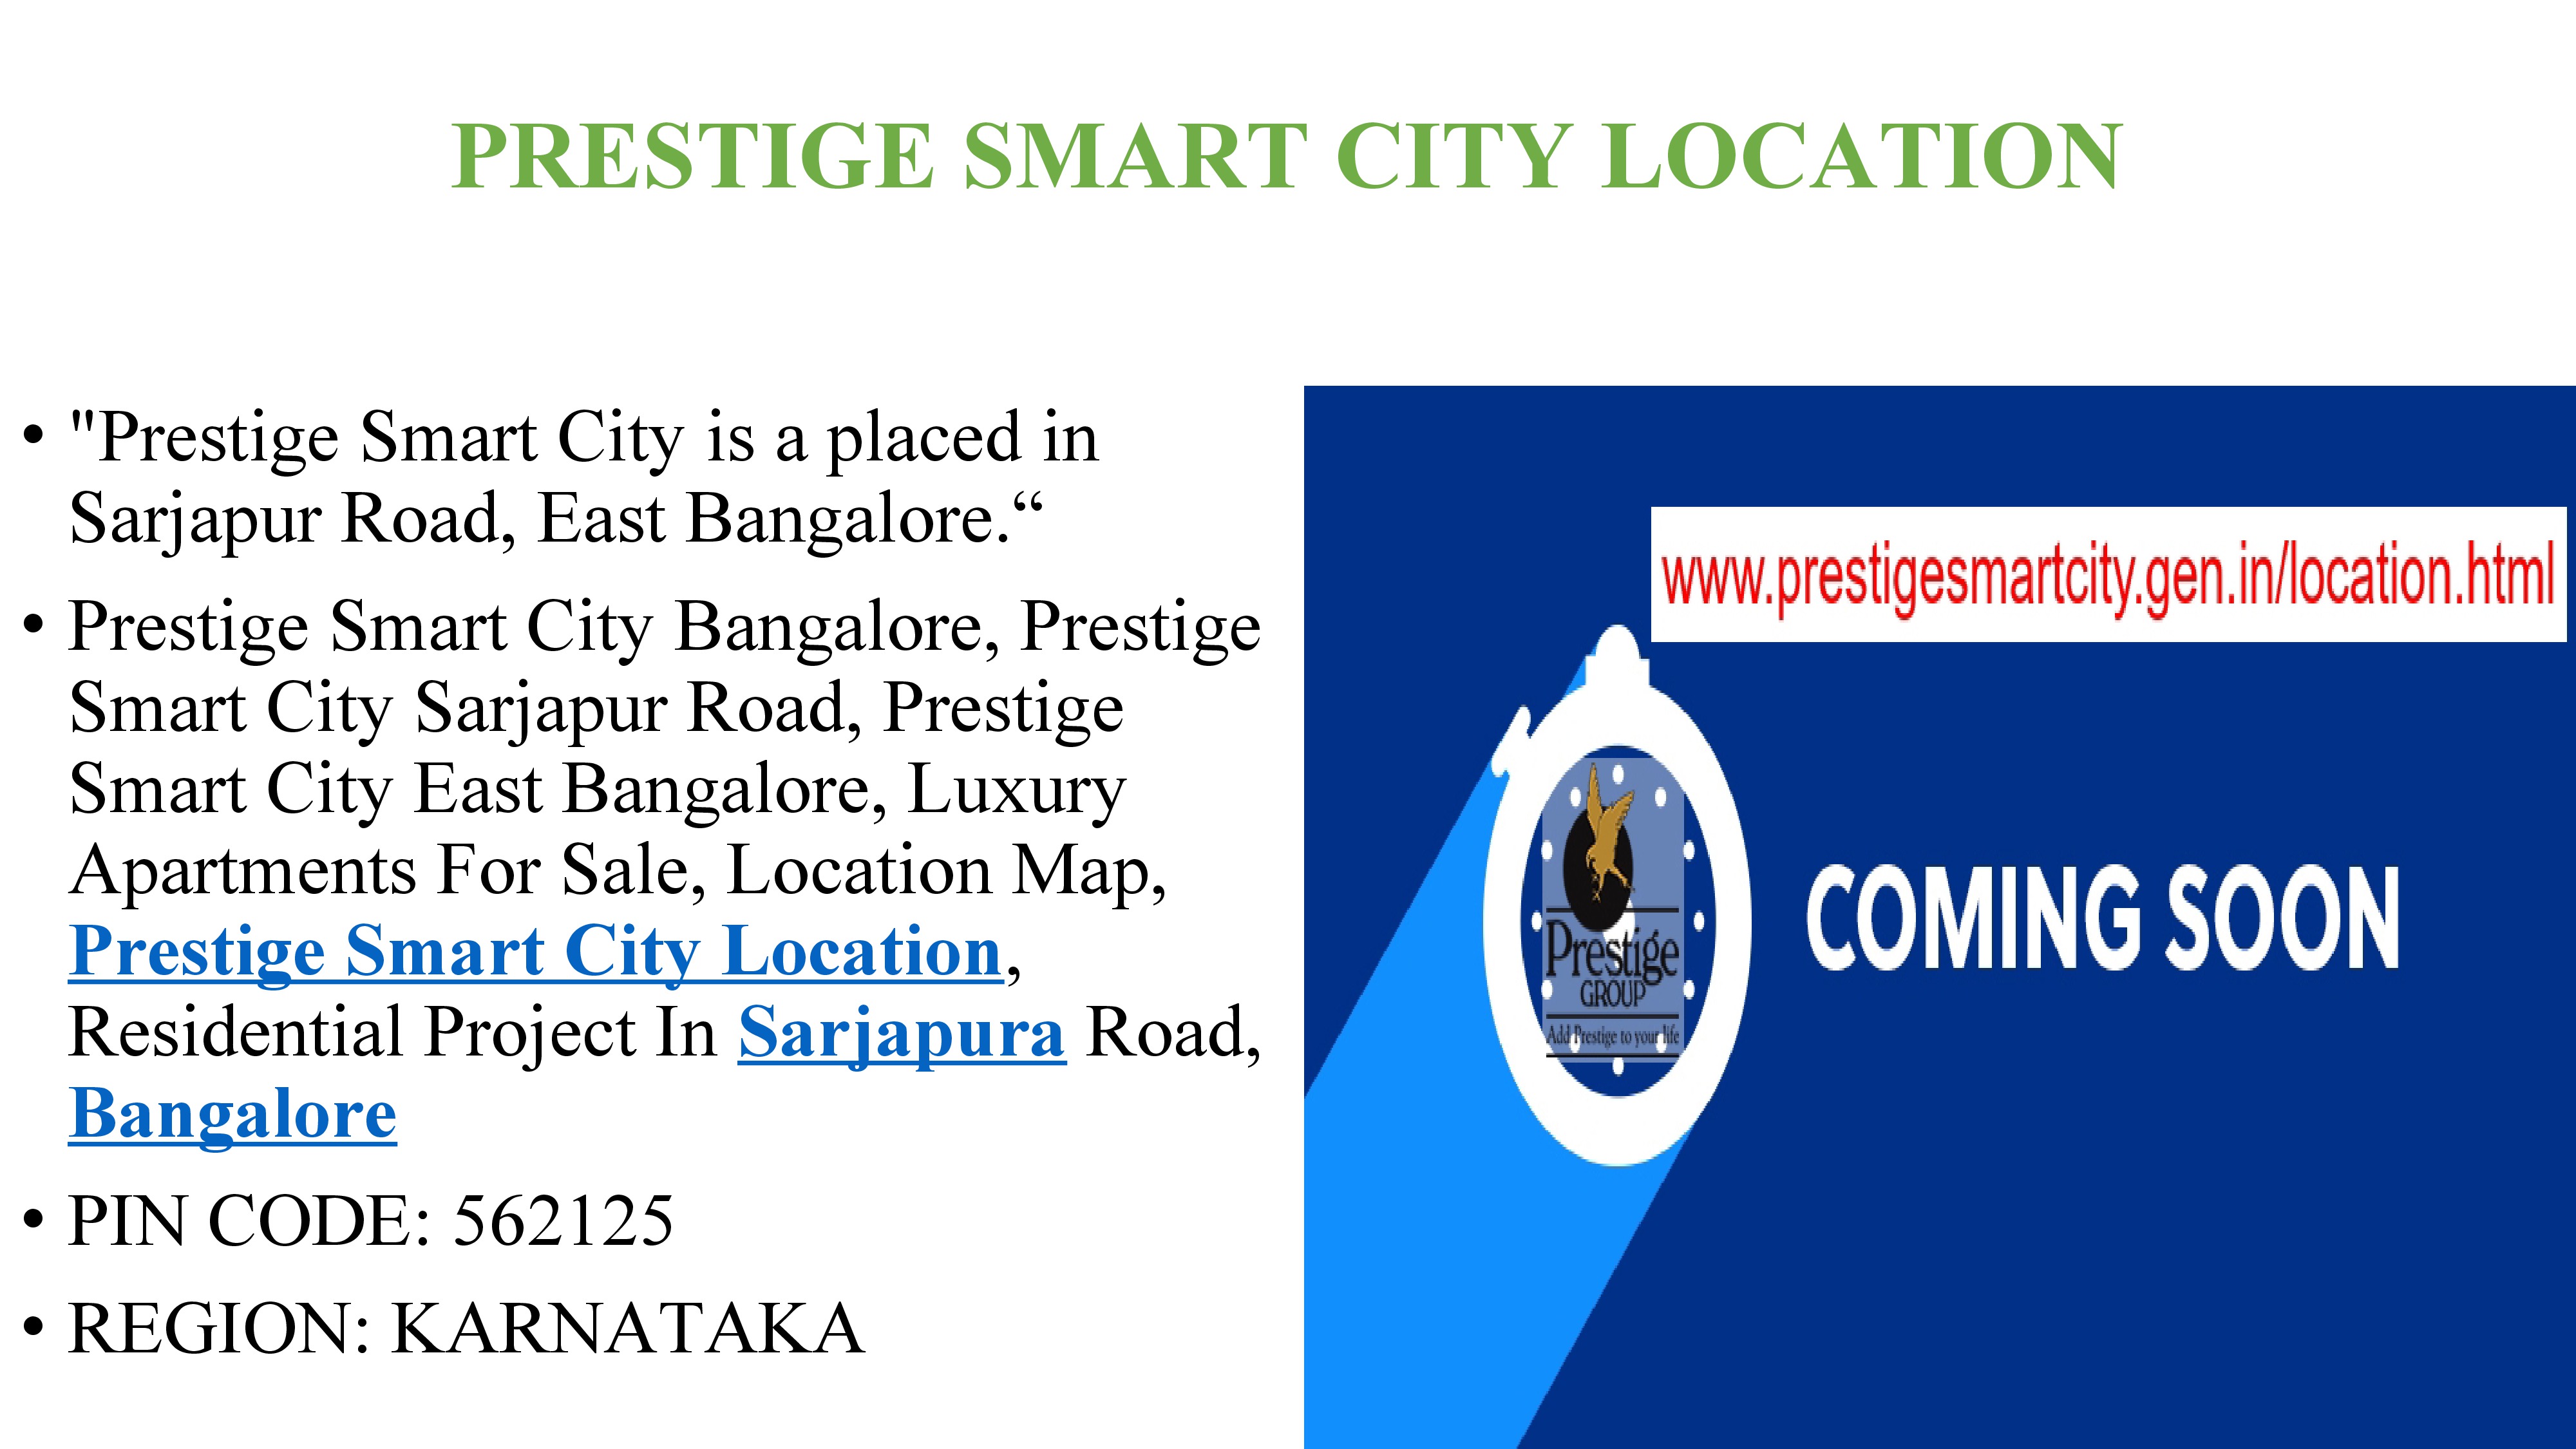 PRESTIGE SMART CITY LOCATION
• "Prestige Smart City is a placed in
Sarjapur Road, East Bangalore.“
• Prestige Smart City Bangalore, Prestige
Smart City Sarjapur Road, Prestige
Smart City East Bangalore, Luxury
Apartments For Sale, Location Map,
Prestige Smart City Location,
Residential Project In Sarjapura Road,
Bangalore
• PIN CODE: 562125
• REGION: KARNATAKA
www.prestigesmartcity.gen.in/location.html
COMING SOON
Prestige
GROUP
Add Prestige to your life